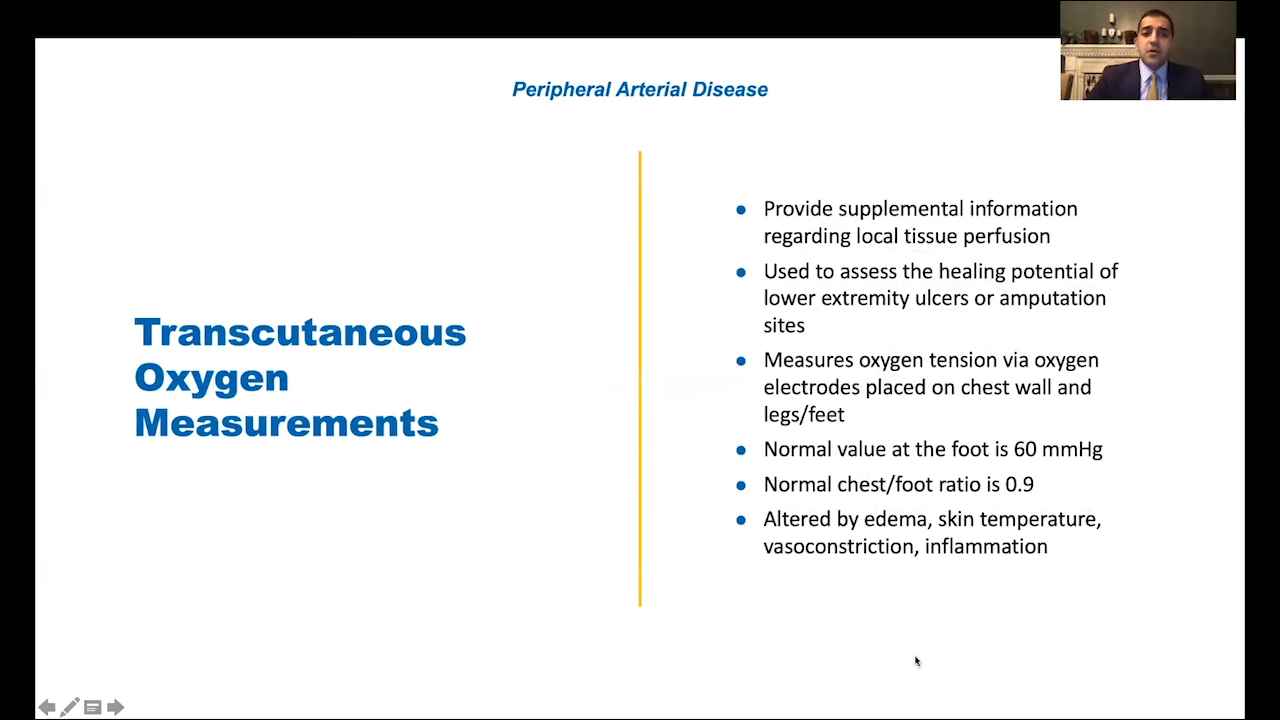 Peripheral Arterial Disease
Transcutaneous
Oxygen
Measurements
Provide supplemental information
regarding local tissue perfusion
Used to assess the healing potential of
lower extremity ulcers or amputation
sites
Measures oxygen tension via oxygen
electrodes placed on chest wall and
legs/feet
Normal value at the foot is 60 mmHg
Normal chest/foot ratio is 0.9
Altered by edema, skin temperature,
vasoconstriction, inflammation